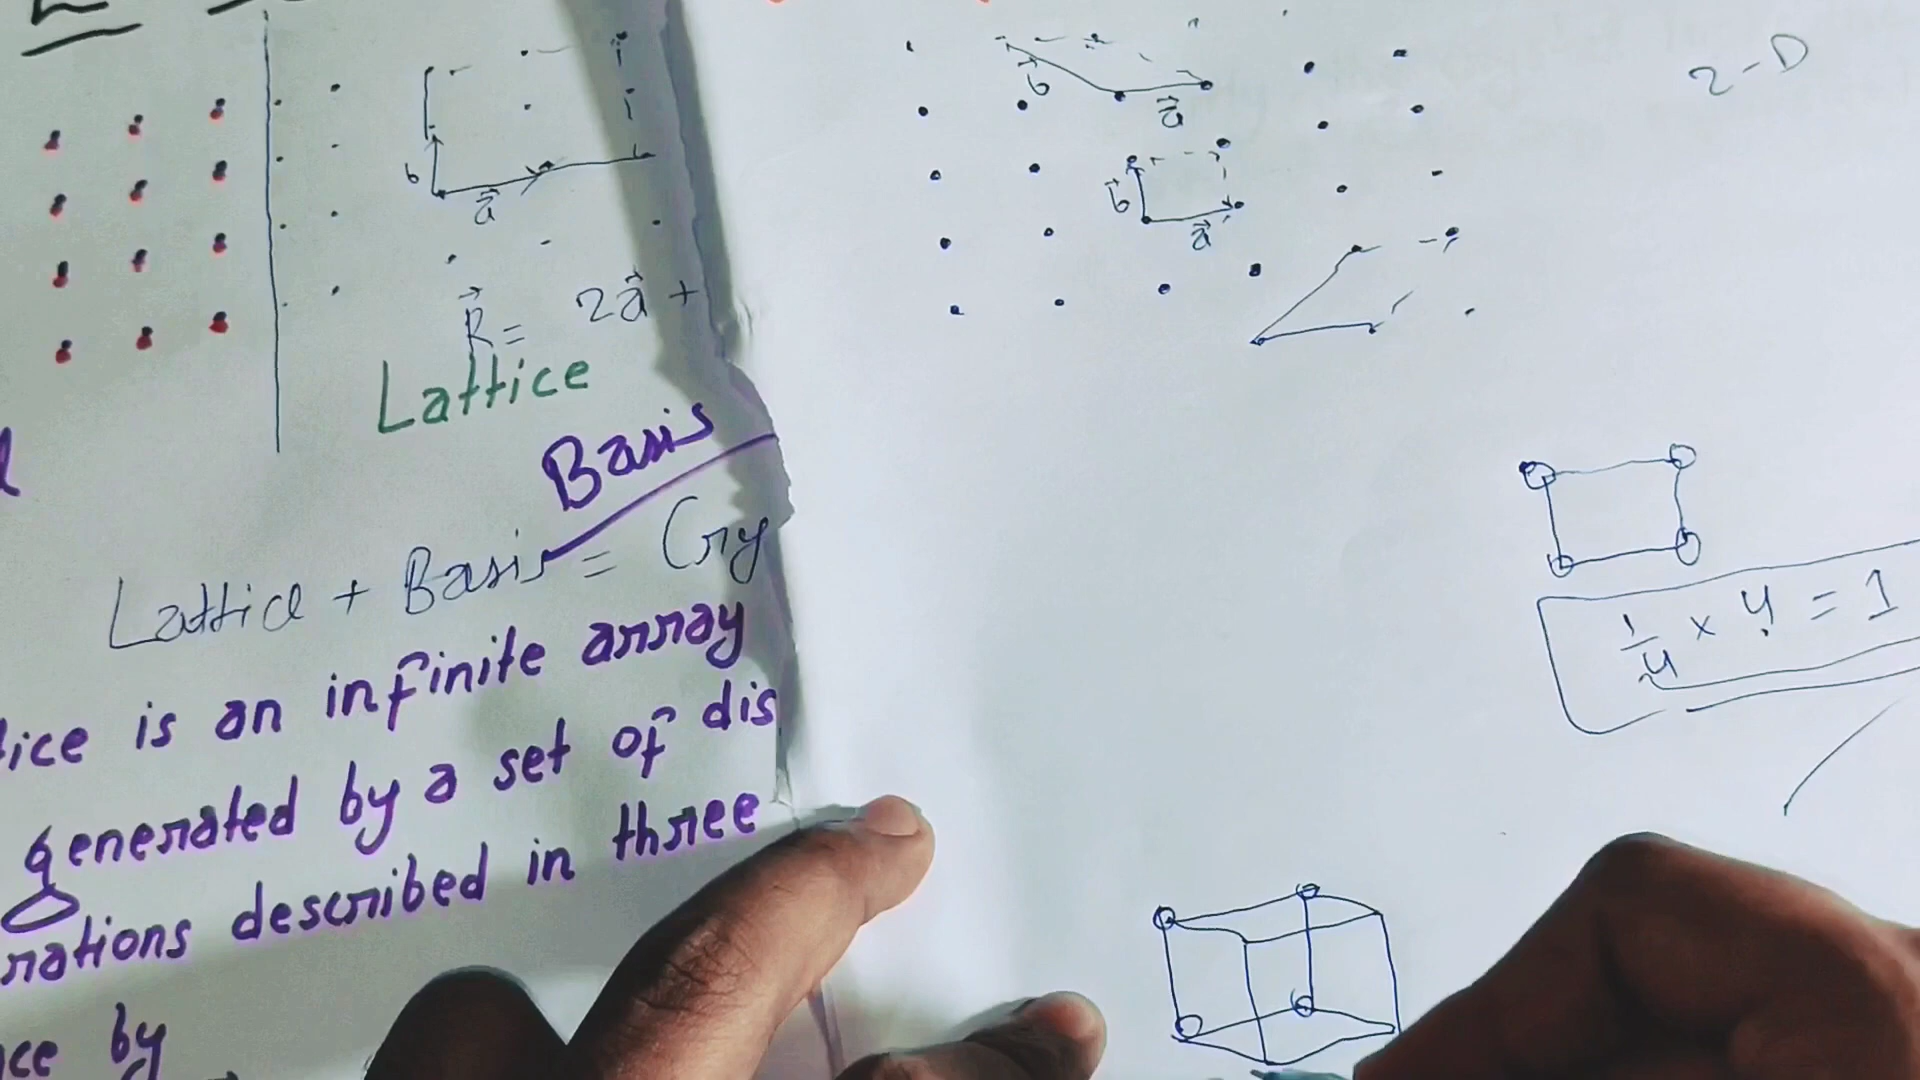 b⃗
a⃗
R⃗ = 2a⃗ +
Lattice
Basis
Lattice + Basis = Cry
ice is an infinite array
generated by a set of dis
rations described in three
ce by
2-D
b⃗
a⃗
b⃗
a⃗
1/4 × 4 = 1